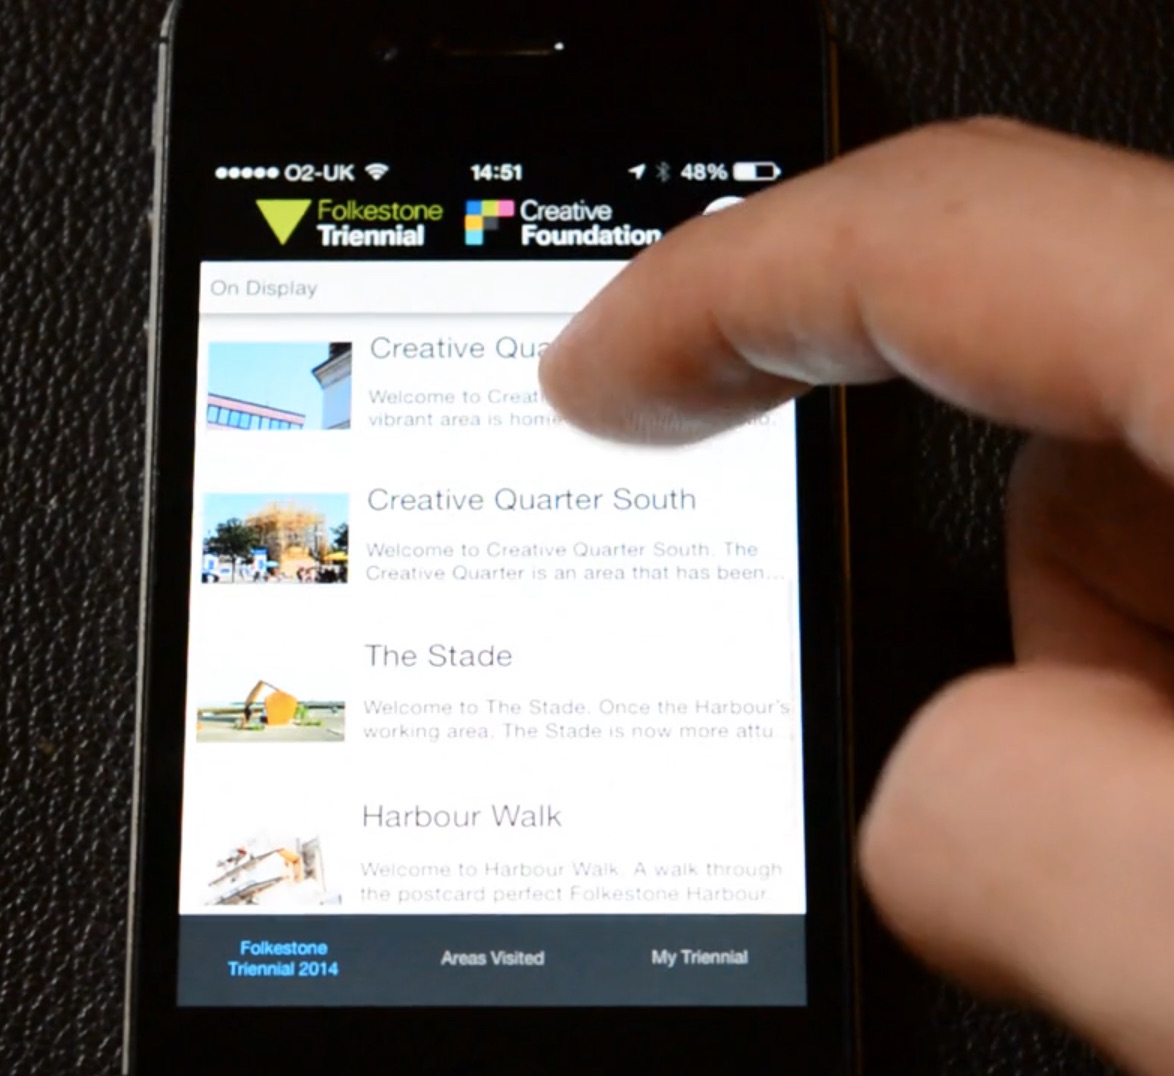 O2-UK 14:51 48%
Folkestone Triennial
Creative Foundation
On Display
Creative
Welcome to
vibrant area is home
Creative Quarter South
Welcome to Creative Quarter South. The
Creative Quarter is an area that has been...
The Stade
Welcome to The Stade. Once the Harbour's
working area, The Stade is now more attu...
Harbour Walk
Welcome to Harbour Walk. A walk through
the postcard perfect Folkestone Harbour
Folkestone
Triennial 2014
Areas Visited
My Triennial